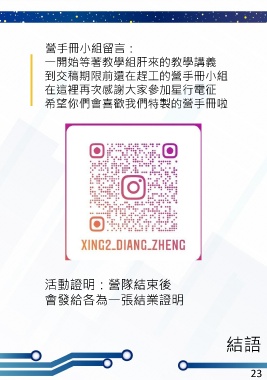 營手冊小組留言：
一開始等著教學組肝來的教學講義
到交稿期限前還在趕工的營手冊小組
在這裡再次感謝大家參加星行電征
希望你們會喜歡我們特製的營手冊啦
XING2_DIANG_ZHENG
活動證明：營隊結束後
會發給各為一張結業證明
結語
23